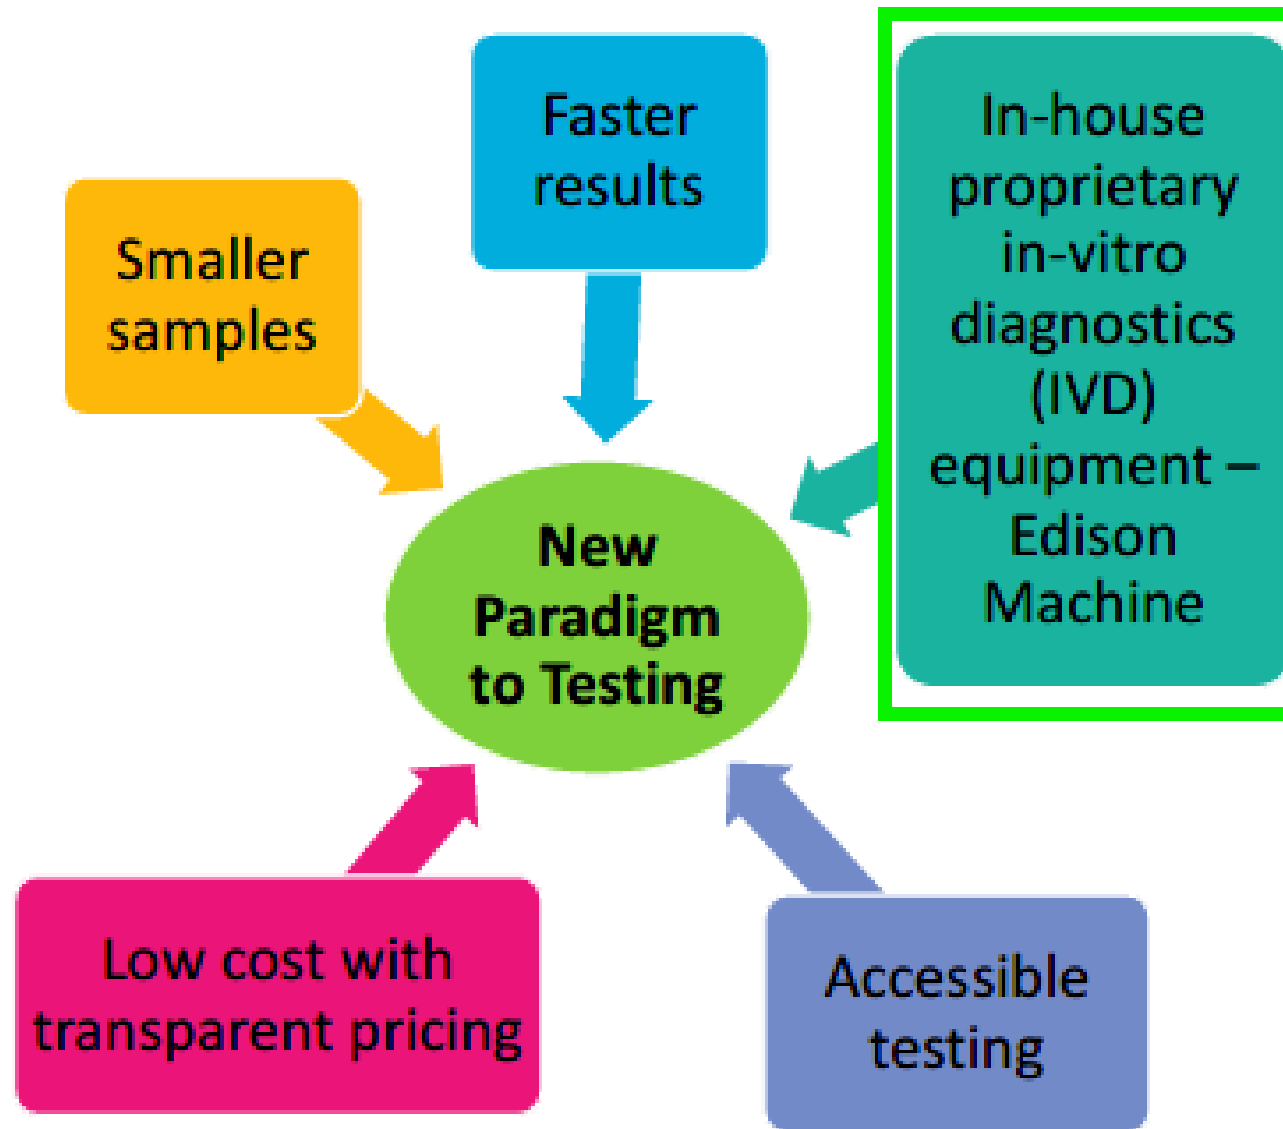 Faster
results
In-house
proprietary
in-vitro
diagnostics
(IVD)
equipment –
Edison
Machine
Smaller
samples
New
Paradigm
to Testing
Low cost with
transparent pricing
Accessible
testing